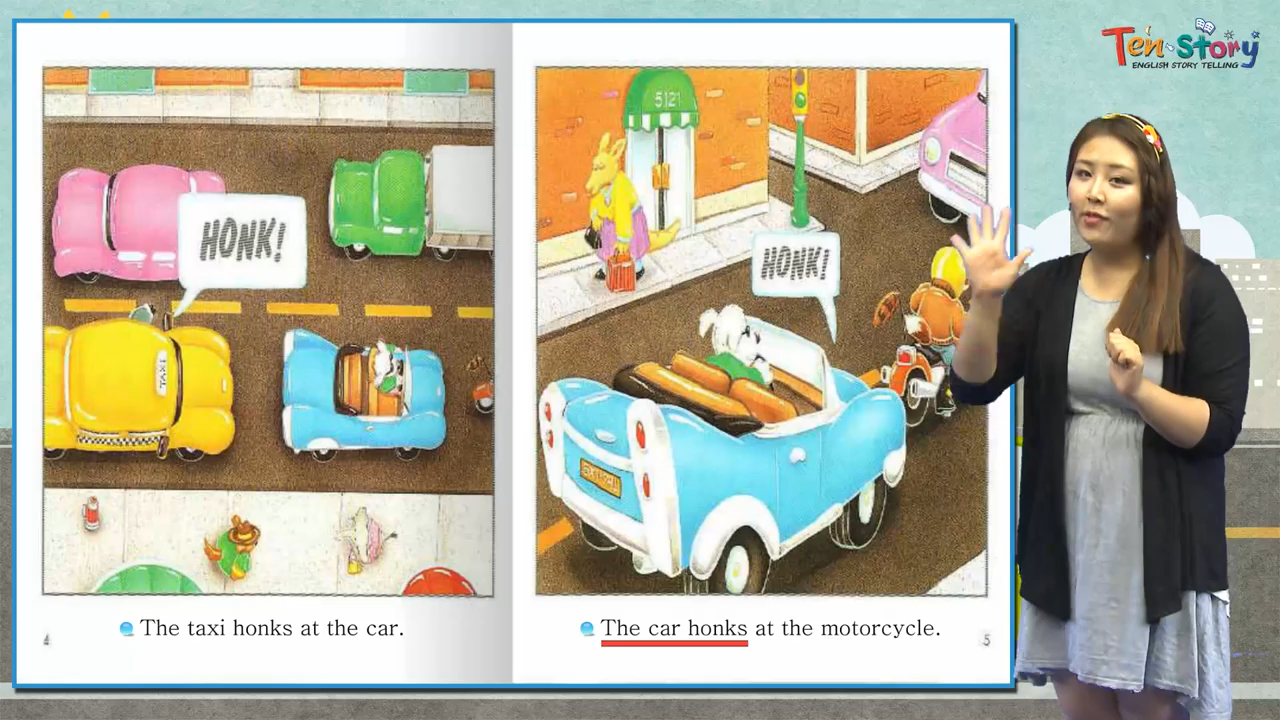 Ten-Story
ENGLISH STORY TELLING
HONK!
TAXI
The taxi honks at the car.
4
5121
HONK!
The car honks at the motorcycle.
5